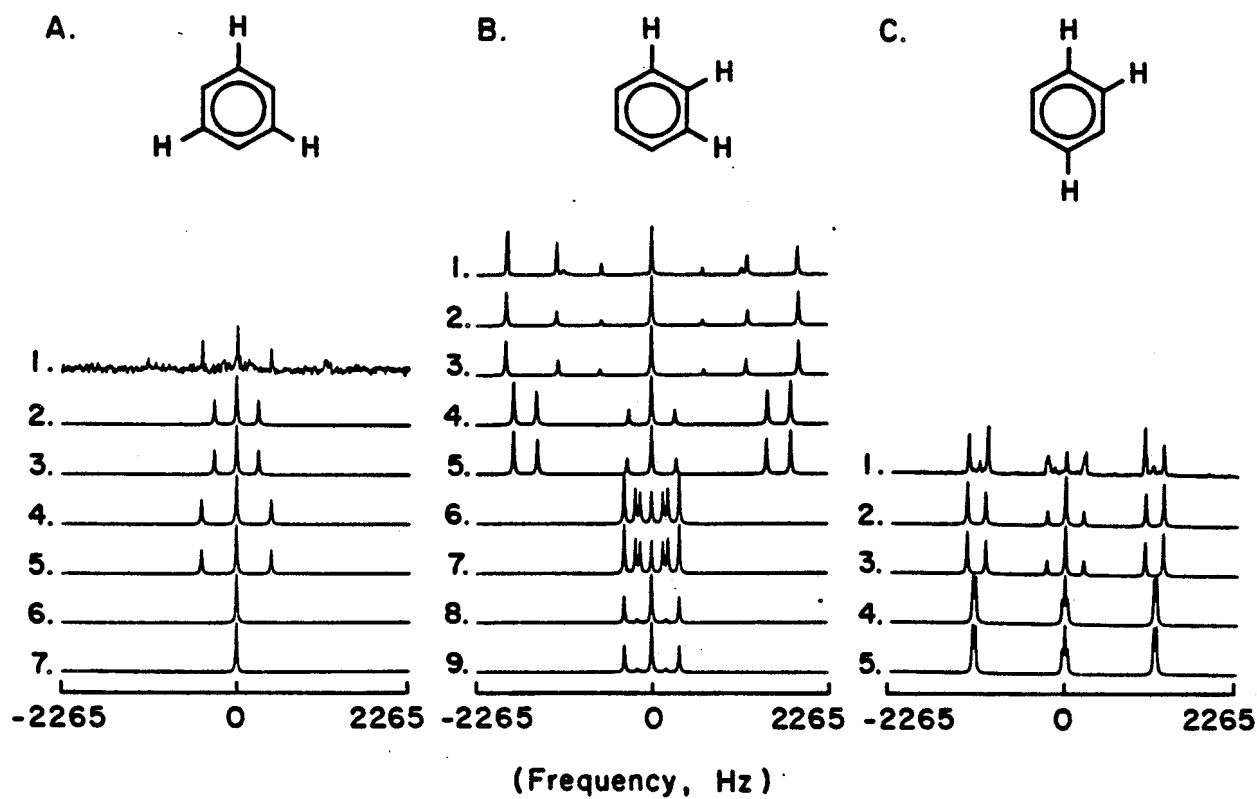 A.
H
H
H
1.
2.
3.
4.
5.
6.
7.
-2265 0 2265
B.
H
H
H
1.
2.
3.
4.
5.
6.
7.
8.
9.
-2265 0 2265
C.
H
H
H
1.
2.
3.
4.
5.
-2265 0 2265
(Frequency, Hz)